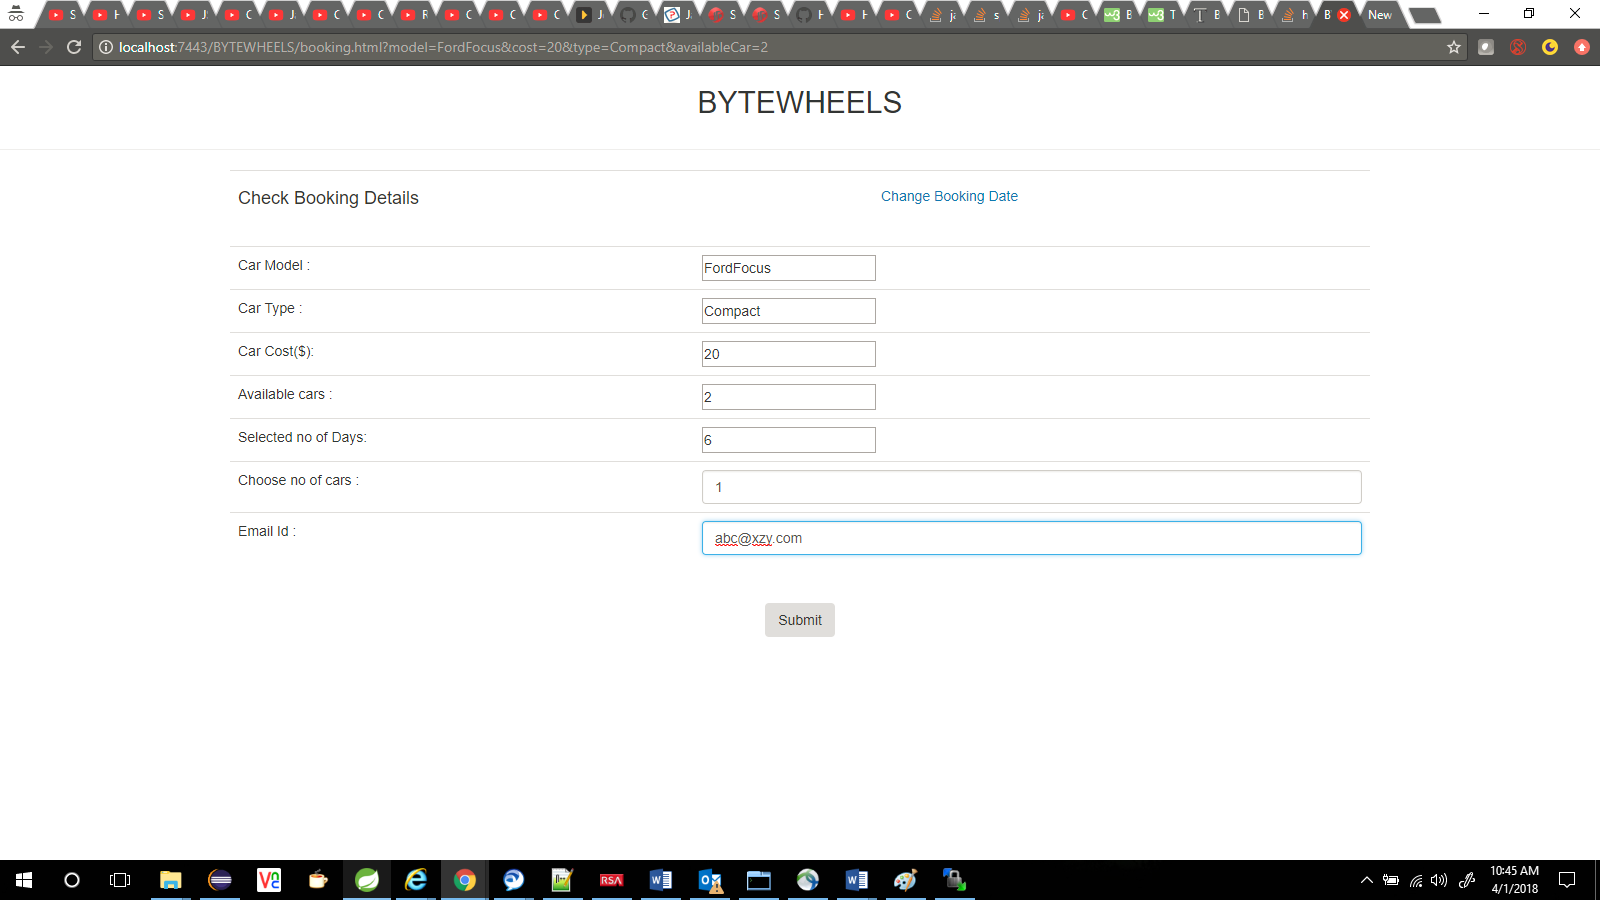 New
localhost:7443/BYTEWHEELS/booking.html?model=FordFocus&cost=20&type=Compact&availableCar=2
BYTEWHEELS
Check Booking Details
Change Booking Date
Car Model :
FordFocus
Car Type :
Compact
Car Cost($):
20
Available cars :
2
Selected no of Days:
6
Choose no of cars :
1
Email Id :
abc@xzy.com
Submit
RSA
10:45 AM
4/1/2018